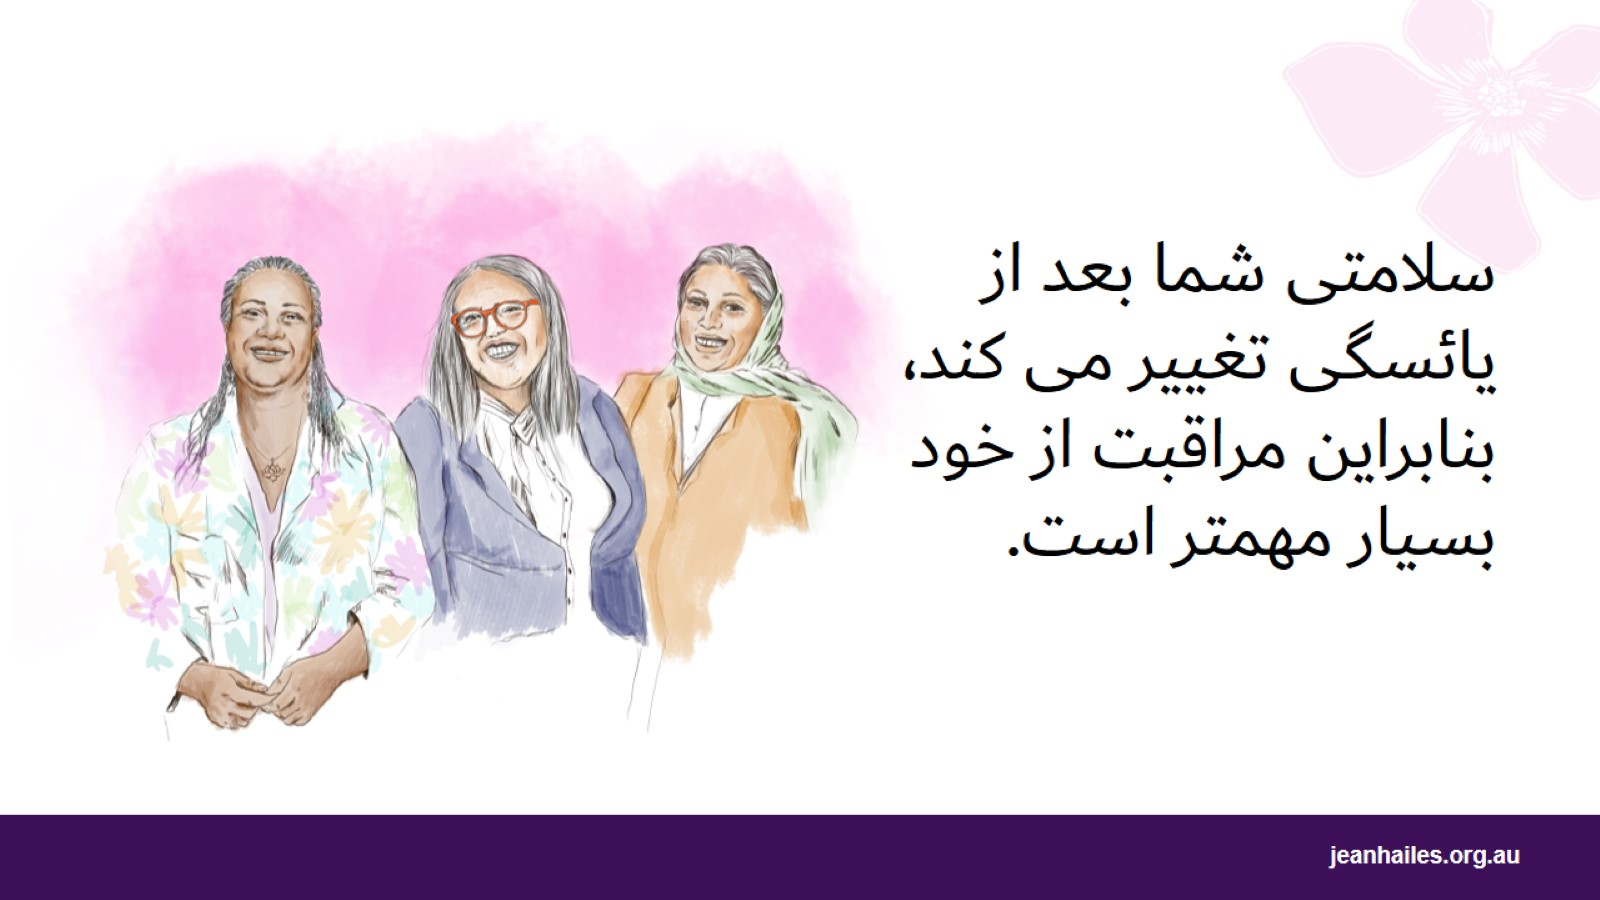 سلامتی شما بعد از
یائسگی تغییر می کند،
بنابراین مراقبت از خود
بسیار مهمتر است.
jeanhailes.org.au